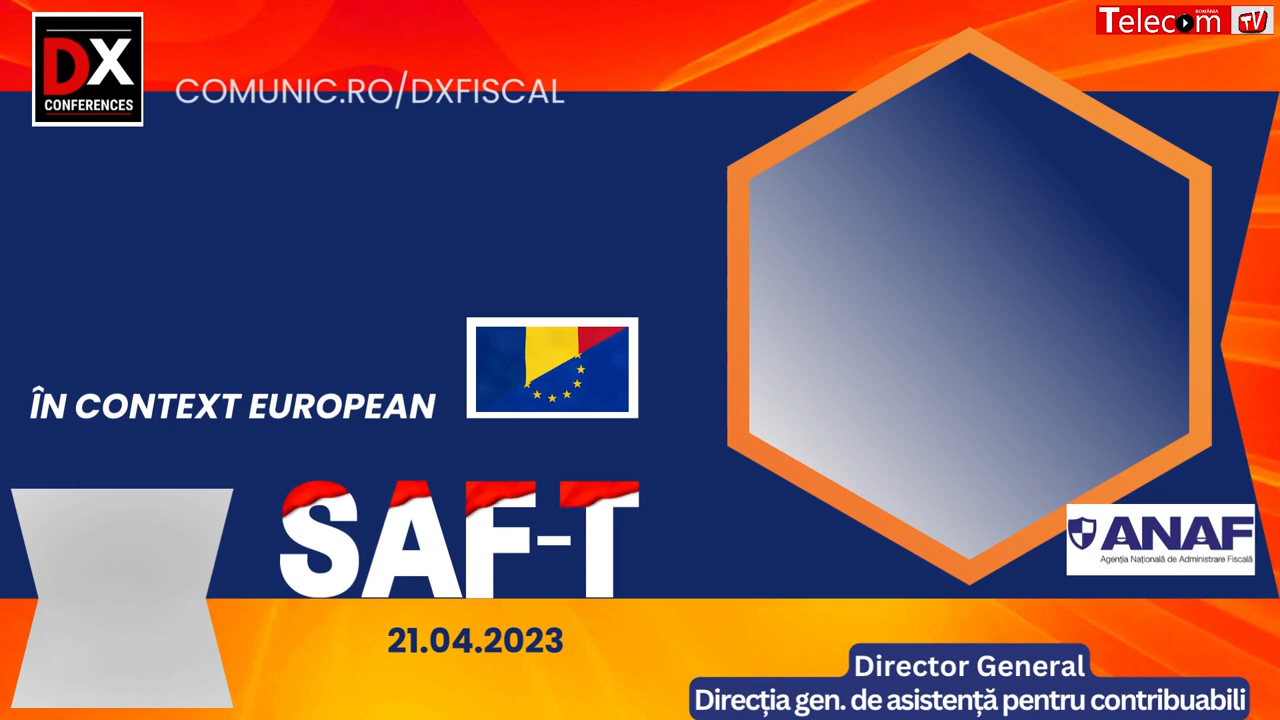 Telecom
ROMÂNIA
TV
DX
CONFERENCES
COMUNIC.RO/DXFISCAL
ÎN CONTEXT EUROPEAN
SAF-T
ANAF
Agenția Națională de Administrare Fiscală
21.04.2023
Director General
Direcția gen. de asistență pentru contribuabili